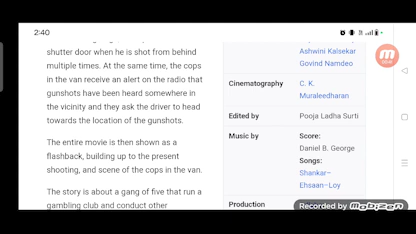 2:40
shutter door when he is shot from behind
multiple times. At the same time, the cops
in the van receive an alert on the radio that
gunshots have been heard somewhere in
the vicinity and they ask the driver to head
towards the location of the gunshots.
The entire movie is then shown as a
flashback, building up to the present
shooting, and scene of the cops in the van.
The story is about a gang of five that run a
gambling club and conduct other
Ashwini Kalsekar
Govind Namdeo
Cinematography
C. K.
Muraleedharan
Edited by
Pooja Ladha Surti
Music by
Score:
Daniel B. George
Songs:
Shankar–
Ehsaan–Loy
Production
Recorded by Mobizen